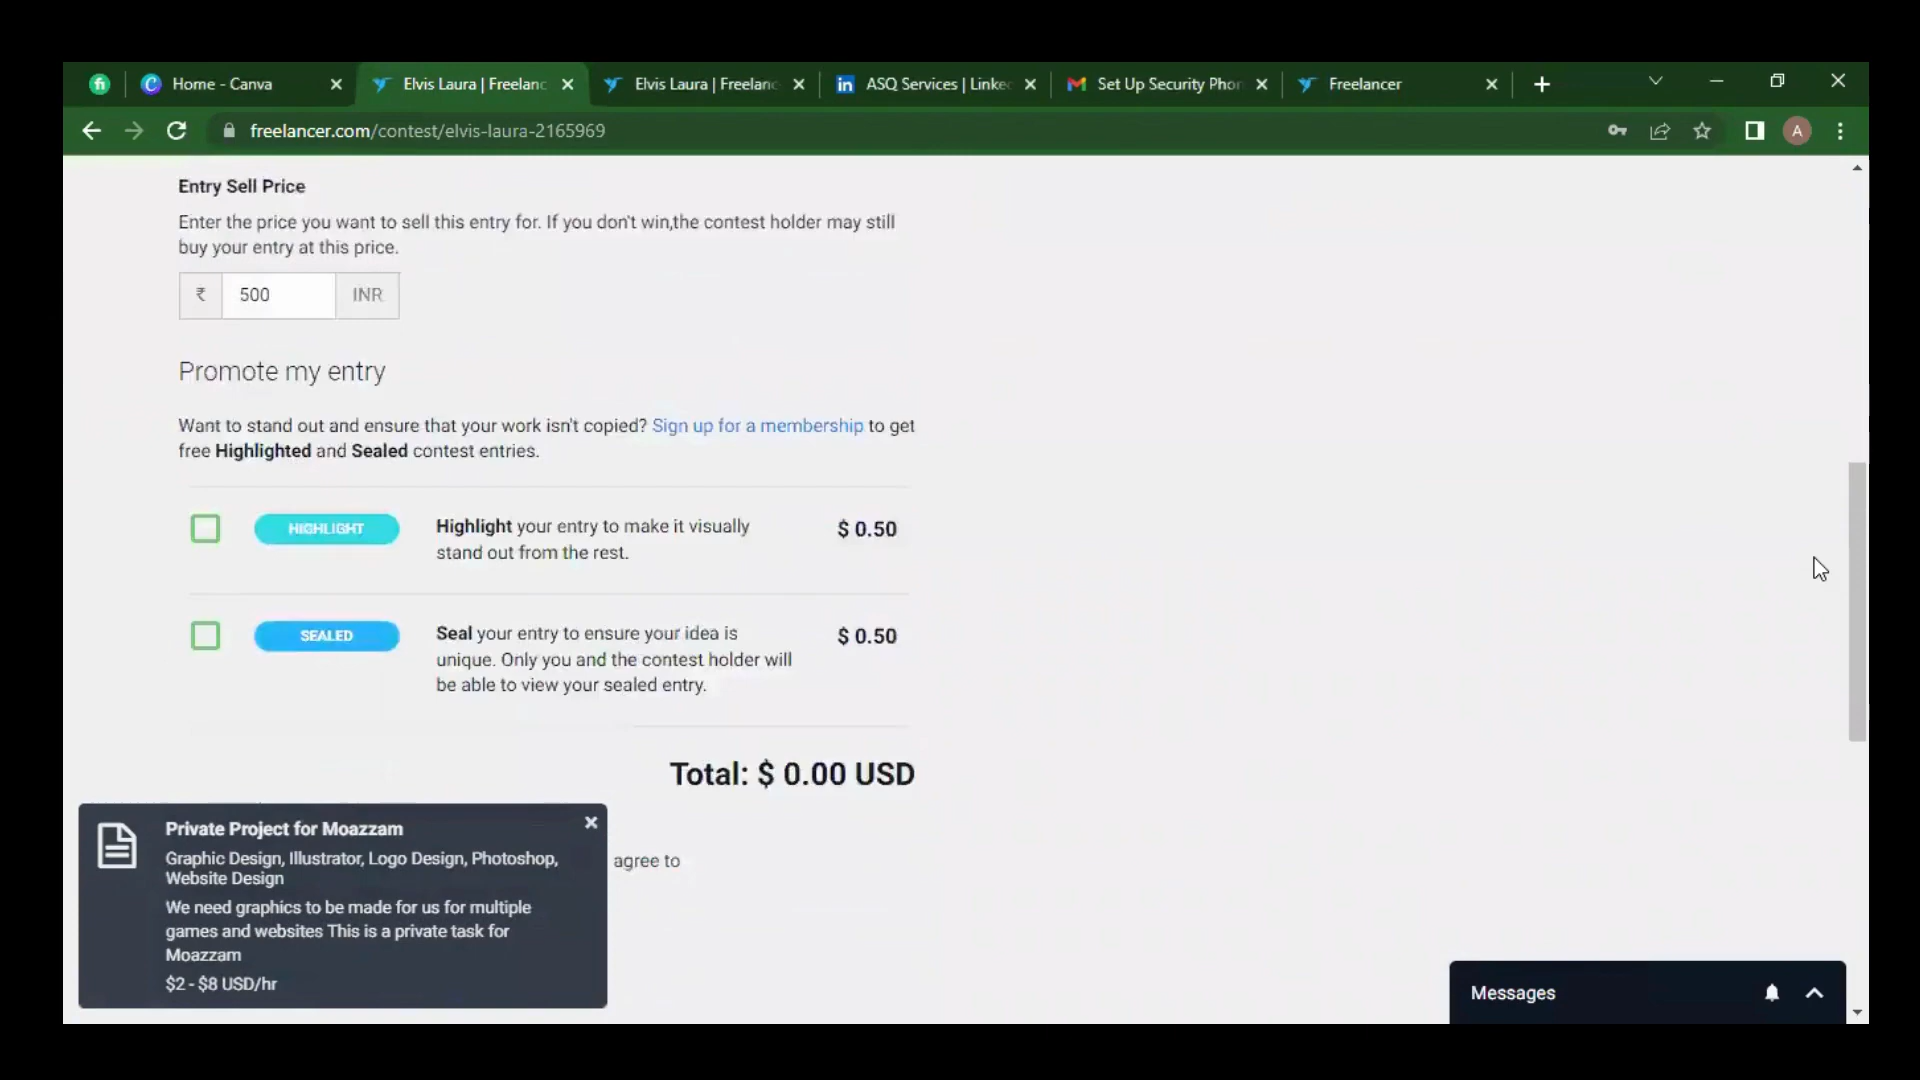 Home - Canva
Elvis Laura | Freelanc
Elvis Laura | Freelanc
in
ASQ Services | Linke
Set Up Security Phon
Freelancer
freelancer.com/contest/elvis-laura-2165969
A
Entry Sell Price
Enter the price you want to sell this entry for. If you don't win,the contest holder may still
buy your entry at this price.
₹ 500 INR
Promote my entry
Want to stand out and ensure that your work isn't copied? Sign up for a membership to get
free Highlighted and Sealed contest entries.
HIGHLIGHT
Highlight your entry to make it visually
stand out from the rest.
$ 0.50
SEALED
Seal your entry to ensure your idea is
unique. Only you and the contest holder will
be able to view your sealed entry.
$ 0.50
Total: $ 0.00 USD
agree to
Private Project for Moazzam
Graphic Design, Illustrator, Logo Design, Photoshop,
Website Design
We need graphics to be made for us for multiple
games and websites This is a private task for
Moazzam
$2 - $8 USD/hr
Messages